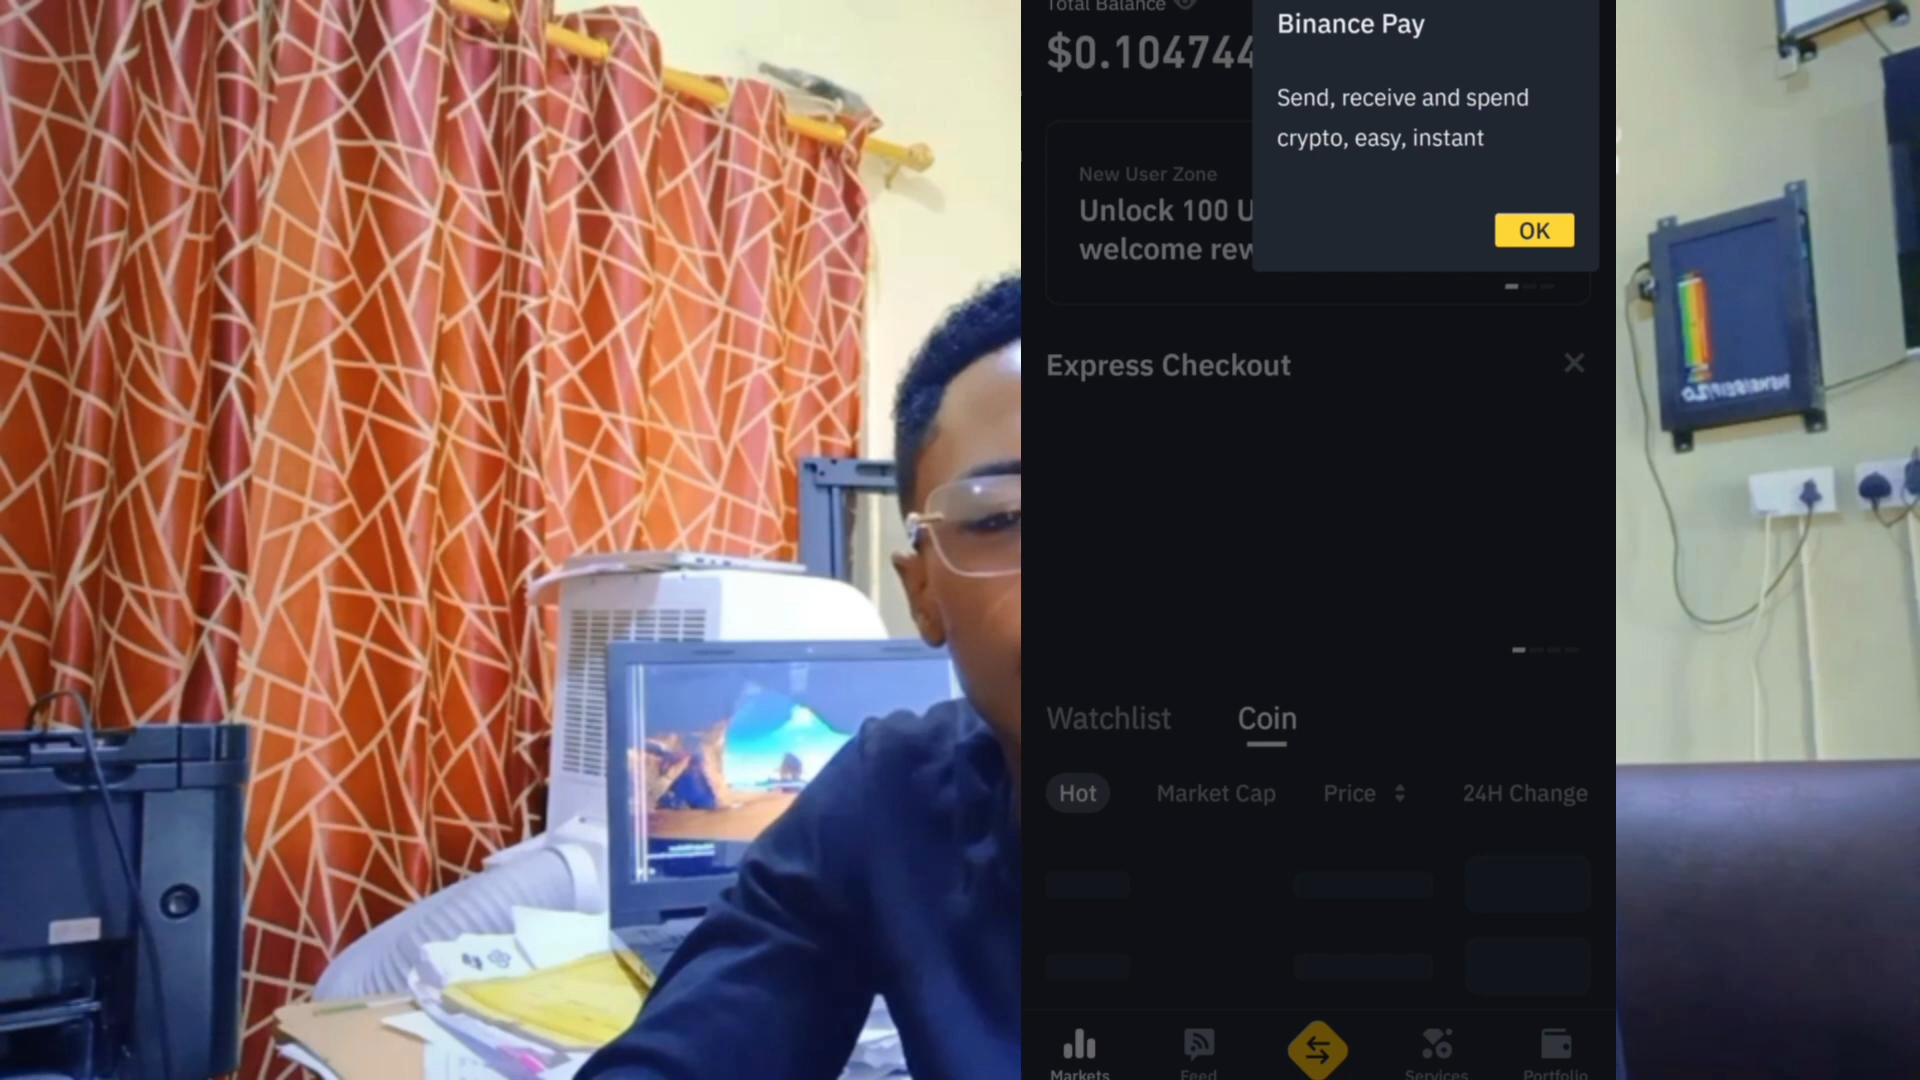 Total Balance
$0.104744
Binance Pay
Send, receive and spend
crypto, easy, instant
OK
New User Zone
Unlock 100 U
welcome rew
Express Checkout
Watchlist
Coin
Hot
Market Cap
Price
24H Change
Markets
Feed
Services
Portfolio